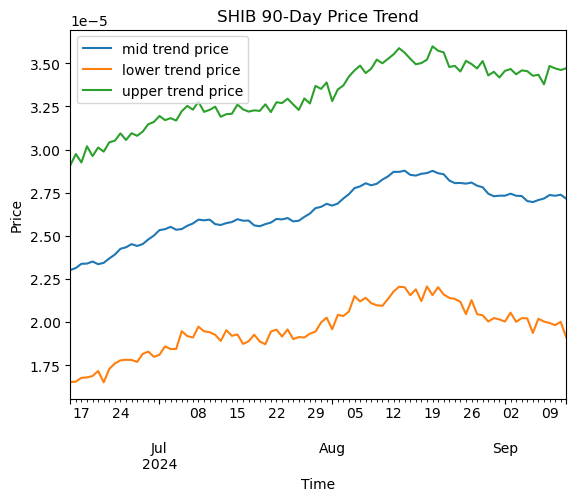 SHIB 90-Day Price Trend
1e−5
mid trend price
lower trend price
upper trend price
3.50
3.25
3.00
2.75
2.50
2.25
2.00
1.75
Price
17 24 08 15 22 29 05 12 19 26 02 09
Jul Aug Sep
2024
Time